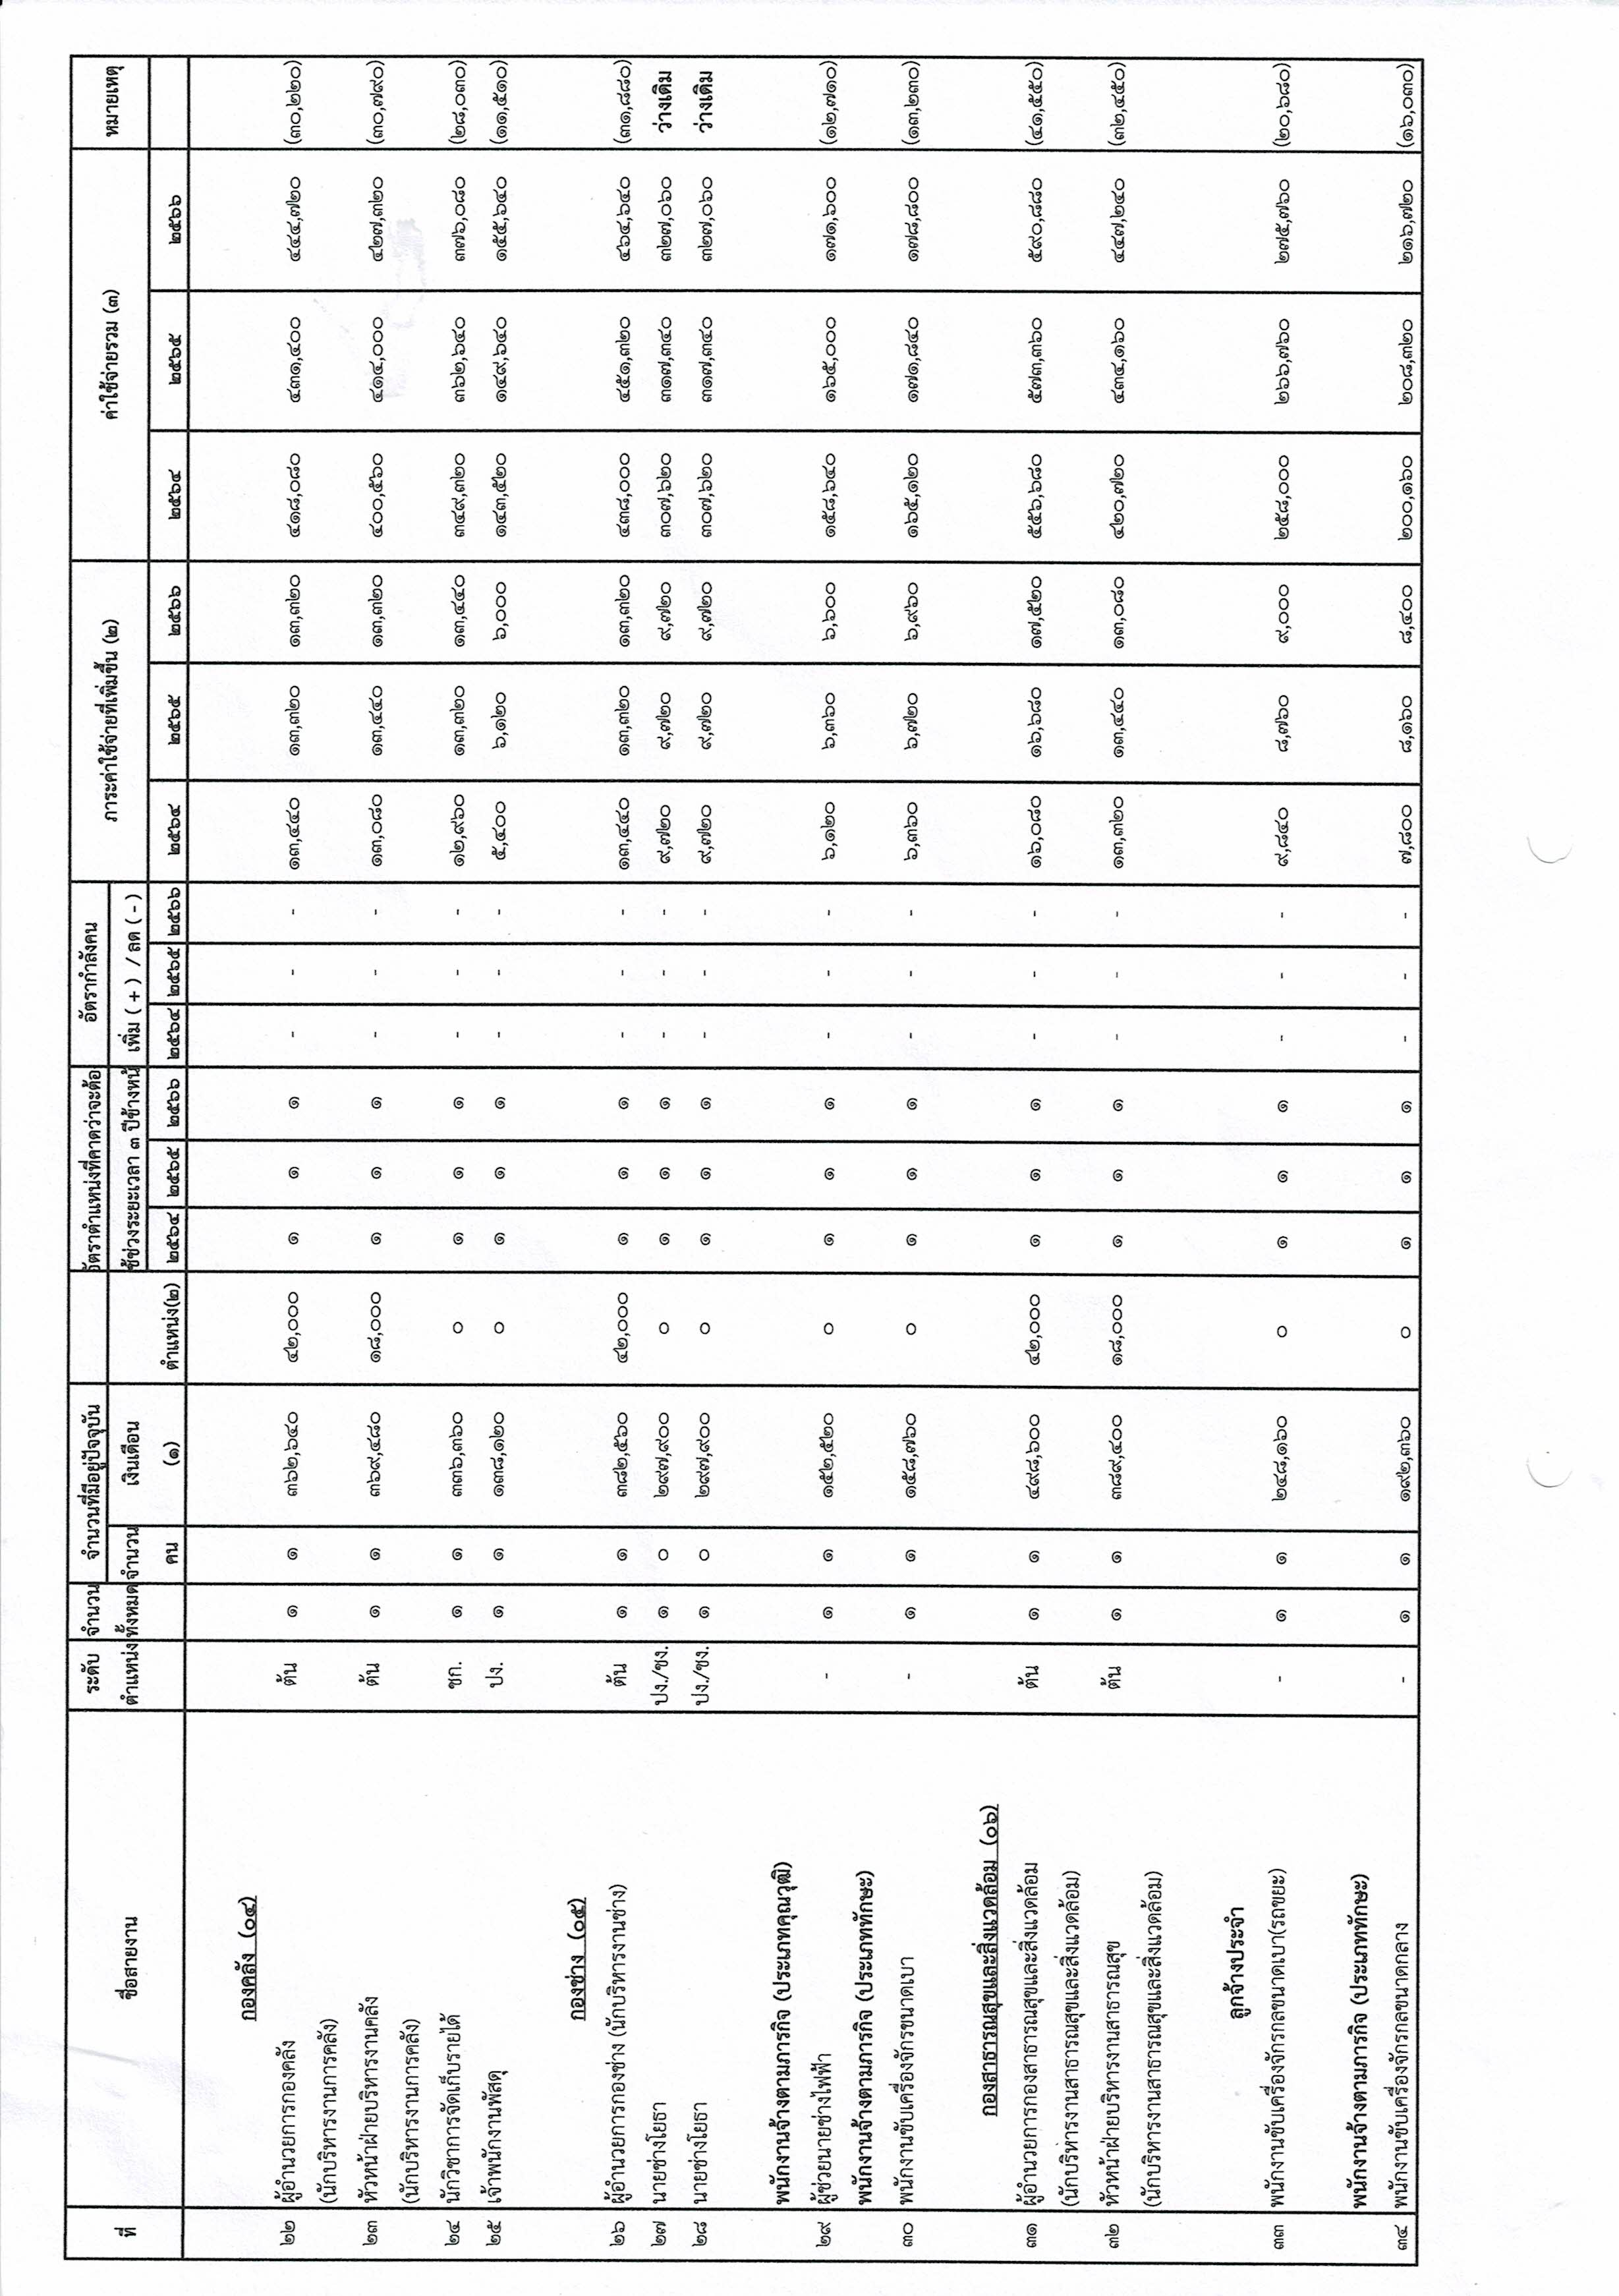 ที่ ชื่อสายงาน ระดับ จำนวน จำนวนที่มีอยู่ปัจจุบัน อัตราตำแหน่งที่คาดว่าจะต้อ อัตรากำลังคน ภาระค่าใช้จ่ายที่เพิ่มขึ้น (๒) ค่าใช้จ่ายรวม (๓) หมายเหตุ
ตำแหน่ง ทั้งหมด จำนวน เงินเดือน ช้ช่วงระยะเวลา ๓ ปีข้างหน้ เพิ่ม ( + ) / ลด ( - )
คน (๑) ตำแหน่ง(๒) ๒๕๖๔ ๒๕๖๕ ๒๕๖๖ ๒๕๖๔ ๒๕๖๕ ๒๕๖๖ ๒๕๖๔ ๒๕๖๕ ๒๕๖๖ ๒๕๖๔ ๒๕๖๕ ๒๕๖๖
กองคลัง (๐๔)
๒๒ ผู้อำนวยการกองคลัง ต้น ๑ ๑ ๓๖๒,๖๔๐ ๔๒,๐๐๐ ๑ ๑ ๑ - - - ๑๓,๔๔๐ ๑๓,๓๒๐ ๑๓,๓๒๐ ๔๑๘,๐๘๐ ๔๓๑,๔๐๐ ๔๔๔,๗๒๐ (๓๐,๒๒๐)
(นักบริหารงานการคลัง)
๒๓ หัวหน้าฝ่ายบริหารงานคลัง ต้น ๑ ๑ ๓๖๙,๔๘๐ ๑๘,๐๐๐ ๑ ๑ ๑ - - - ๑๓,๐๘๐ ๑๓,๔๔๐ ๑๓,๓๒๐ ๔๐๐,๕๖๐ ๔๑๔,๐๐๐ ๔๒๗,๓๒๐ (๓๐,๗๙๐)
(นักบริหารงานการคลัง)
๒๔ นักวิชาการจัดเก็บรายได้ ชก. ๑ ๑ ๓๓๖,๓๖๐ ๐ ๑ ๑ ๑ - - - ๑๒,๙๖๐ ๑๓,๓๒๐ ๑๓,๔๔๐ ๓๔๙,๓๒๐ ๓๖๒,๖๔๐ ๓๗๖,๐๘๐ (๒๘,๐๓๐)
๒๕ เจ้าพนักงานพัสดุ ปง. ๑ ๑ ๑๓๘,๑๒๐ ๐ ๑ ๑ ๑ - - - ๕,๔๐๐ ๖,๑๒๐ ๖,๐๐๐ ๑๔๓,๕๒๐ ๑๔๙,๖๔๐ ๑๕๕,๖๔๐ (๑๑,๕๑๐)
กองช่าง (๐๕)
๒๖ ผู้อำนวยการกองช่าง (นักบริหารงานช่าง) ต้น ๑ ๑ ๓๘๒,๕๖๐ ๔๒,๐๐๐ ๑ ๑ ๑ - - - ๑๓,๔๔๐ ๑๓,๓๒๐ ๑๓,๓๒๐ ๔๓๘,๐๐๐ ๔๕๑,๓๒๐ ๔๖๔,๖๔๐ (๓๑,๘๘๐)
๒๗ นายช่างโยธา ปง./ชง. ๑ ๐ ๒๙๗,๙๐๐ ๐ ๑ ๑ ๑ - - - ๙,๗๒๐ ๙,๗๒๐ ๙,๗๒๐ ๓๐๗,๖๒๐ ๓๑๗,๓๔๐ ๓๒๗,๐๖๐ ว่างเดิม
๒๘ นายช่างโยธา ปง./ชง. ๑ ๐ ๒๙๗,๙๐๐ ๐ ๑ ๑ ๑ - - - ๙,๗๒๐ ๙,๗๒๐ ๙,๗๒๐ ๓๐๗,๖๒๐ ๓๑๗,๓๔๐ ๓๒๗,๐๖๐ ว่างเดิม
พนักงานจ้างตามภารกิจ (ประเภทคุณวุฒิ)
๒๙ ผู้ช่วยนายช่างไฟฟ้า - ๑ ๑ ๑๕๒,๕๒๐ ๐ ๑ ๑ ๑ - - - ๖,๑๒๐ ๖,๓๖๐ ๖,๖๐๐ ๑๕๘,๖๔๐ ๑๖๕,๐๐๐ ๑๗๑,๖๐๐ (๑๒,๗๑๐)
พนักงานจ้างตามภารกิจ (ประเภททักษะ)
๓๐ พนักงานขับเครื่องจักรขนาดเบา - ๑ ๑ ๑๕๘,๗๖๐ ๐ ๑ ๑ ๑ - - - ๖,๓๖๐ ๖,๗๒๐ ๖,๙๖๐ ๑๖๕,๑๒๐ ๑๗๑,๘๔๐ ๑๗๘,๘๐๐ (๑๓,๒๓๐)
กองสาธารณสุขและสิ่งแวดล้อม (๐๖)
๓๑ ผู้อำนวยการกองสาธารณสุขและสิ่งแวดล้อม ต้น ๑ ๑ ๔๙๘,๖๐๐ ๔๒,๐๐๐ ๑ ๑ ๑ - - - ๑๖,๐๘๐ ๑๖,๖๘๐ ๑๗,๕๒๐ ๕๕๖,๖๘๐ ๕๗๓,๓๖๐ ๕๙๐,๘๘๐ (๔๑,๕๕๐)
(นักบริหารงานสาธารณสุขและสิ่งแวดล้อม)
๓๒ หัวหน้าฝ่ายบริหารงานสาธารณสุข ต้น ๑ ๑ ๓๘๙,๔๐๐ ๑๘,๐๐๐ ๑ ๑ ๑ - - - ๑๓,๓๒๐ ๑๓,๔๔๐ ๑๓,๐๘๐ ๔๒๐,๗๒๐ ๔๓๔,๑๖๐ ๔๔๗,๒๔๐ (๓๒,๔๕๐)
(นักบริหารงานสาธารณสุขและสิ่งแวดล้อม)
ลูกจ้างประจำ
๓๓ พนักงานขับเครื่องจักรกลขนาดเบา(รถขยะ) - ๑ ๑ ๒๔๘,๑๖๐ ๐ ๑ ๑ ๑ - - - ๙,๘๔๐ ๘,๗๖๐ ๙,๐๐๐ ๒๕๘,๐๐๐ ๒๖๖,๗๖๐ ๒๗๕,๗๖๐ (๒๐,๖๘๐)
พนักงานจ้างตามภารกิจ (ประเภททักษะ)
๓๔ พนักงานขับเครื่องจักรกลขนาดกลาง - ๑ ๑ ๑๙๒,๓๖๐ ๐ ๑ ๑ ๑ - - - ๗,๘๐๐ ๘,๑๖๐ ๘,๔๐๐ ๒๐๐,๑๖๐ ๒๐๘,๓๒๐ ๒๑๖,๗๒๐ (๑๖,๐๓๐)